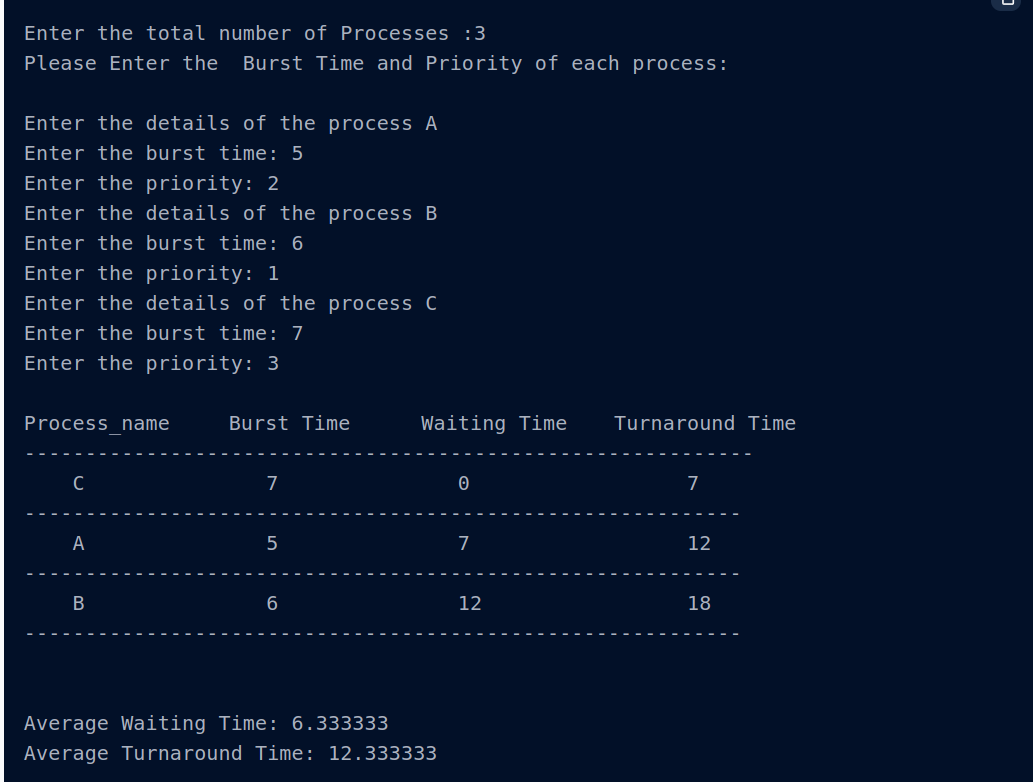 Enter the total number of Processes :3
Please Enter the  Burst Time and Priority of each process:
Enter the details of the process A
Enter the burst time: 5
Enter the priority: 2
Enter the details of the process B
Enter the burst time: 6
Enter the priority: 1
Enter the details of the process C
Enter the burst time: 7
Enter the priority: 3
Process_name     Burst Time      Waiting Time    Turnaround Time
------------------------------------------------------------
    C               7               0                  7
-----------------------------------------------------------
    A               5               7                  12
-----------------------------------------------------------
    B               6               12                 18
-----------------------------------------------------------
Average Waiting Time: 6.333333
Average Turnaround Time: 12.333333